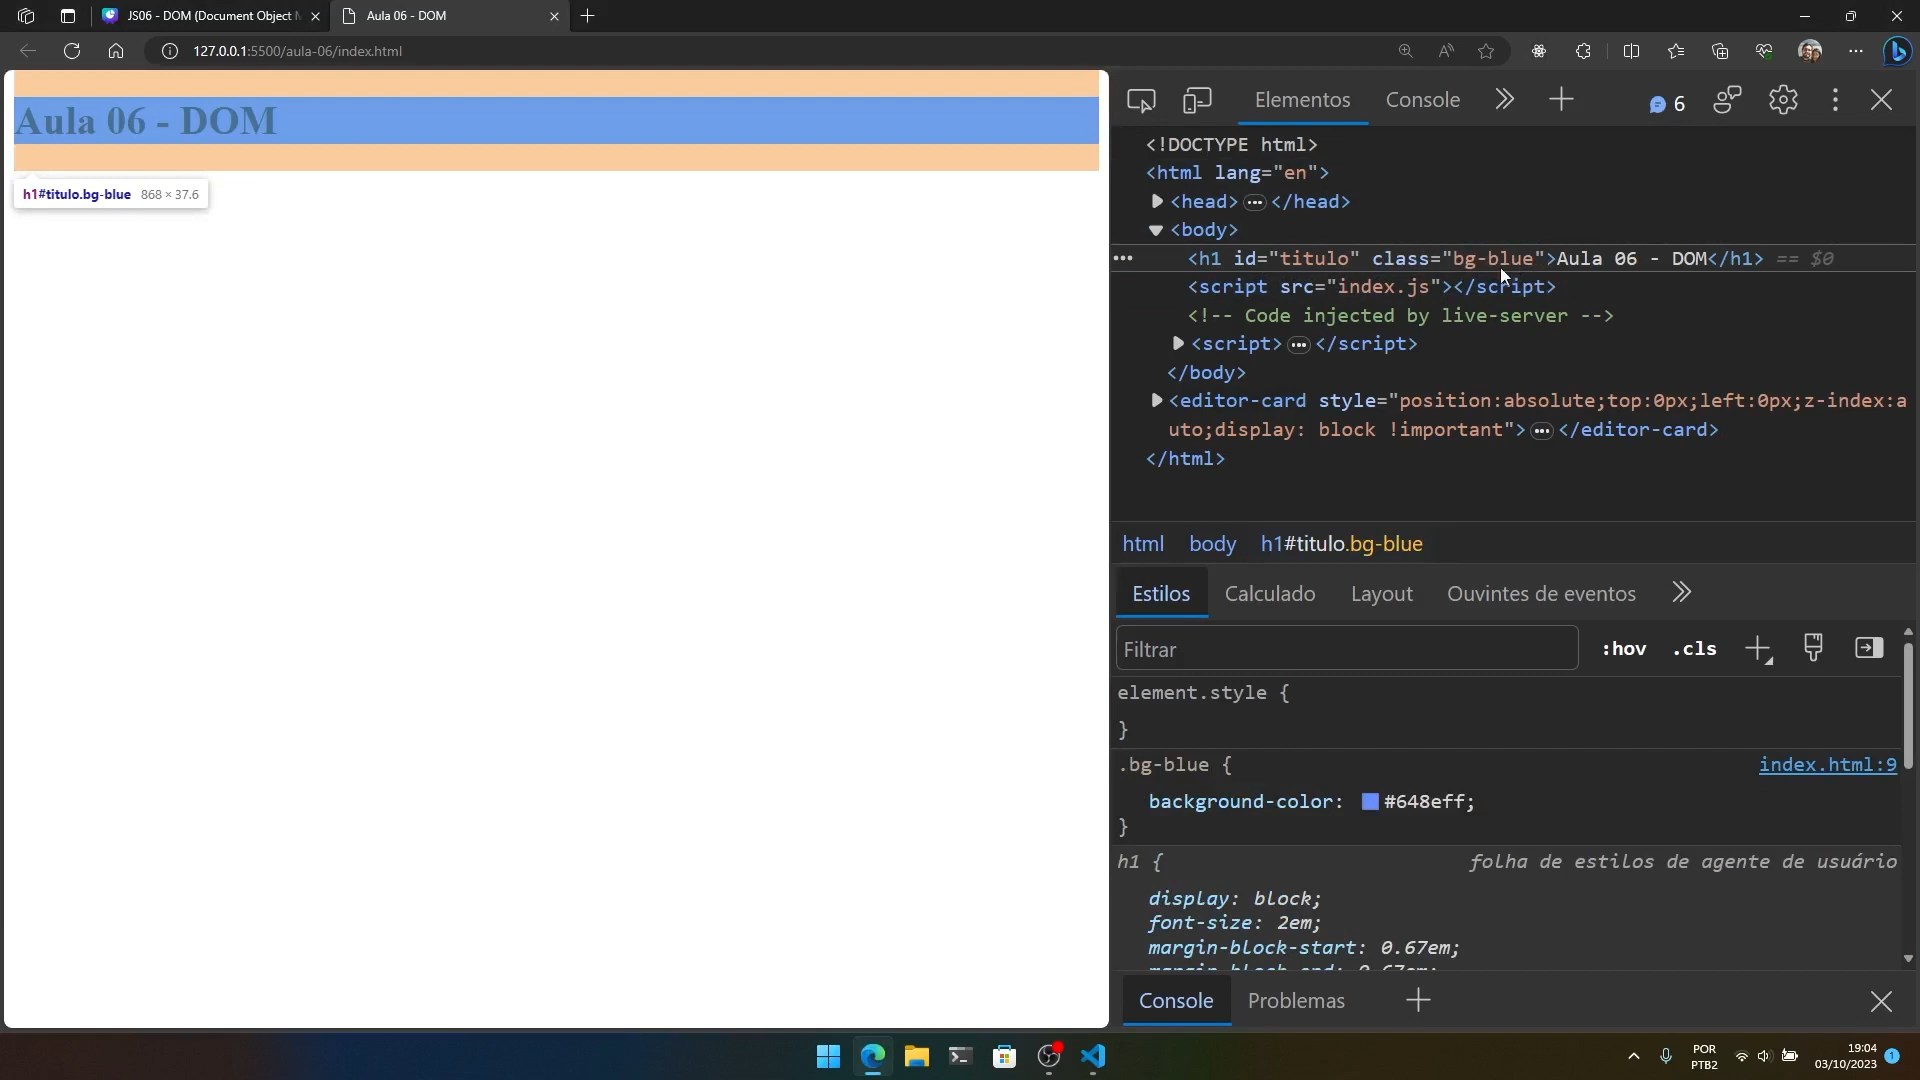 JS06 - DOM (Document Object
Aula 06 - DOM
127.0.0.1:5500/aula-06/index.html
Aula 06 - DOM
h1#titulo.bg-blue 868 × 37.6
Elementos
Console
6
<!DOCTYPE html>
<html lang="en">
<head> ··· </head>
<body>
<h1 id="titulo" class="bg-blue">Aula 06 - DOM</h1> == $0
<script src="index.js"></script>
<!-- Code injected by live-server -->
<script> ··· </script>
</body>
<editor-card style="position:absolute;top:0px;left:0px;z-index:a
uto;display: block !important"> ··· </editor-card>
</html>
html body h1#titulo.bg-blue
Estilos Calculado Layout Ouvintes de eventos
Filtrar
:hov .cls
element.style {
}
.bg-blue { index.html:9
background-color: #648eff;
}
h1 { folha de estilos de agente de usuário
display: block;
font-size: 2em;
margin-block-start: 0.67em;
margin-block-end: 0.67em;
Console Problemas
POR
PTB2
19:04
03/10/2023
1